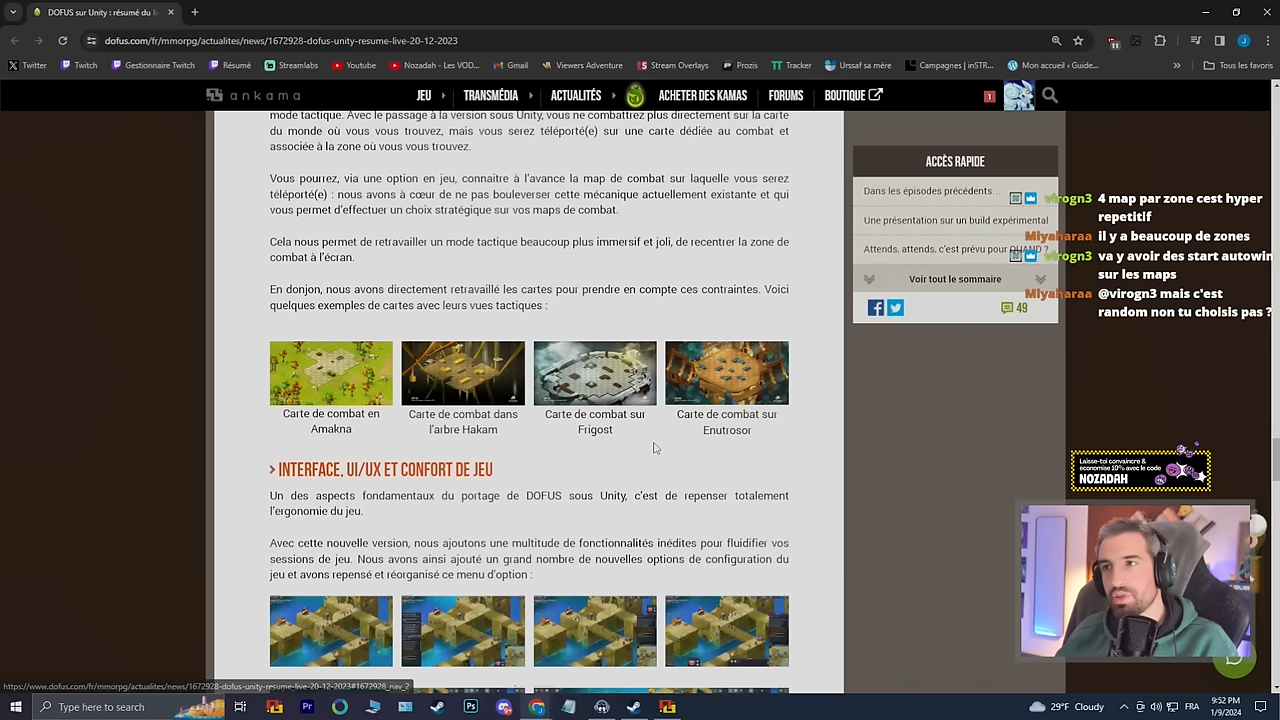 DOFUS sur Unity : résumé du li
dofus.com/fr/mmorpg/actualites/news/1672928-dofus-unity-resume-live-20-12-2023
Twitter
Twitch
Gestionnaire Twitch
Résumé
Streamlabs
Youtube
Nozadah - Les VOD...
Gmail
Viewers Adventure
Stream Overlays
Prozis
Tracker
Urssaf sa mère
Campagnes | inSTR...
Mon accueil ‹ Guide...
Tous les favoris
ankama
JEU
TRANSMÉDIA
ACTUALITÉS
ACHETER DES KAMAS
FORUMS
BOUTIQUE
1
mode tactique. Avec le passage à la version sous Unity, vous ne combattrez plus directement sur la carte
du monde où vous vous trouvez, mais vous serez téléporté(e) sur une carte dédiée au combat et
associée à la zone où vous vous trouvez.
Vous pourrez, via une option en jeu, connaitre à l'avance la map de combat sur laquelle vous serez
téléporté(e) : nous avons à cœur de ne pas bouleverser cette mécanique actuellement existante et qui
vous permet d'effectuer un choix stratégique sur vos maps de combat.
Cela nous permet de retravailler un mode tactique beaucoup plus immersif et joli, de recentrer la zone de
combat à l'écran.
En donjon, nous avons directement retravaillé les cartes pour prendre en compte ces contraintes. Voici
quelques exemples de cartes avec leurs vues tactiques :
Carte de combat en
Amakna
Carte de combat dans
l'arbre Hakam
Carte de combat sur
Frigost
Carte de combat sur
Enutrosor
> INTERFACE, UI/UX ET CONFORT DE JEU
Un des aspects fondamentaux du portage de DOFUS sous Unity, c'est de repenser totalement
l'ergonomie du jeu.
Avec cette nouvelle version, nous ajoutons une multitude de fonctionnalités inédites pour fluidifier vos
sessions de jeu. Nous avons ainsi ajouté un grand nombre de nouvelles options de configuration du
jeu et avons repensé et réorganisé ce menu d'option :
ACCÈS RAPIDE
Dans les épisodes précédents...
Une présentation sur un build expérimental
Attends, attends, c'est prévu pour QUAND ?
Voir tout le sommaire
49
virogn3 4 map par zone cest hyper
repetitif
Miyaharaa il y a beaucoup de zones
virogn3 va y avoir des start autowin
sur les maps
Miyaharaa @virogn3 mais c'est
random non tu choisis pas ?
Laisse-toi convaincre &
économise 10% avec le code
NOZADAH
https://www.dofus.com/fr/mmorpg/actualites/news/1672928-dofus-unity-resume-live-20-12-2023#1672928_nav_2
Type here to search
29°F Cloudy
FRA
9:52 PM
1/9/2024